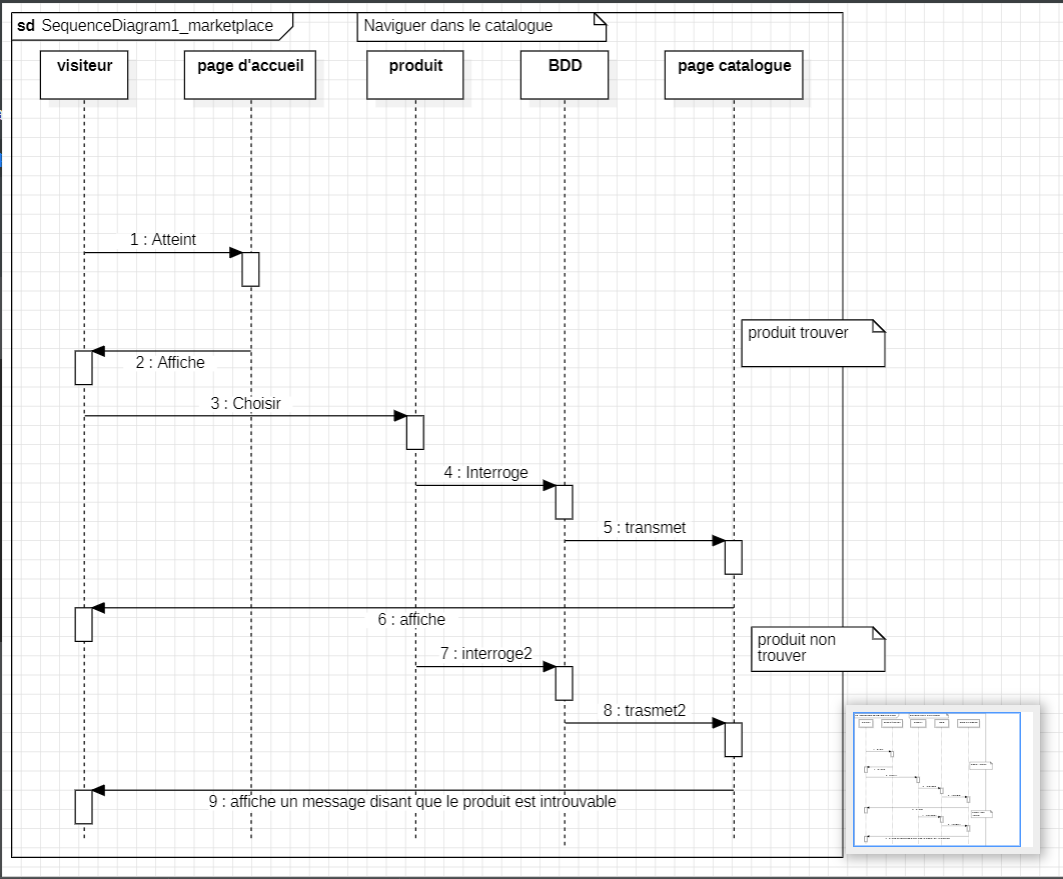 sd SequenceDiagram1_marketplace
Naviguer dans le catalogue
visiteur
page d'accueil
produit
BDD
page catalogue
1 : Atteint
produit trouver
2 : Affiche
3 : Choisir
4 : Interroge
5 : transmet
6 : affiche
produit non
trouver
7 : interroge2
8 : trasmet2
9 : affiche un message disant que le produit est introuvable